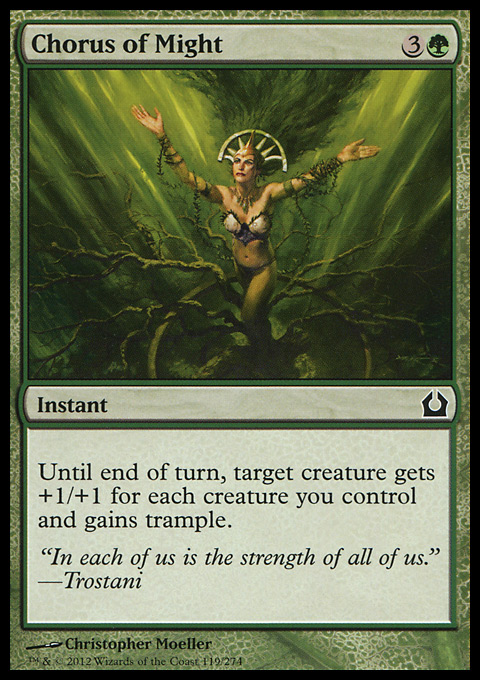 Chorus of Might 3
Instant
Until end of turn, target creature gets
+1/+1 for each creature you control
and gains trample.
“In each of us is the strength of all of us.”
—Trostani
Christopher Moeller
™ & © 2012 Wizards of the Coast 119/274